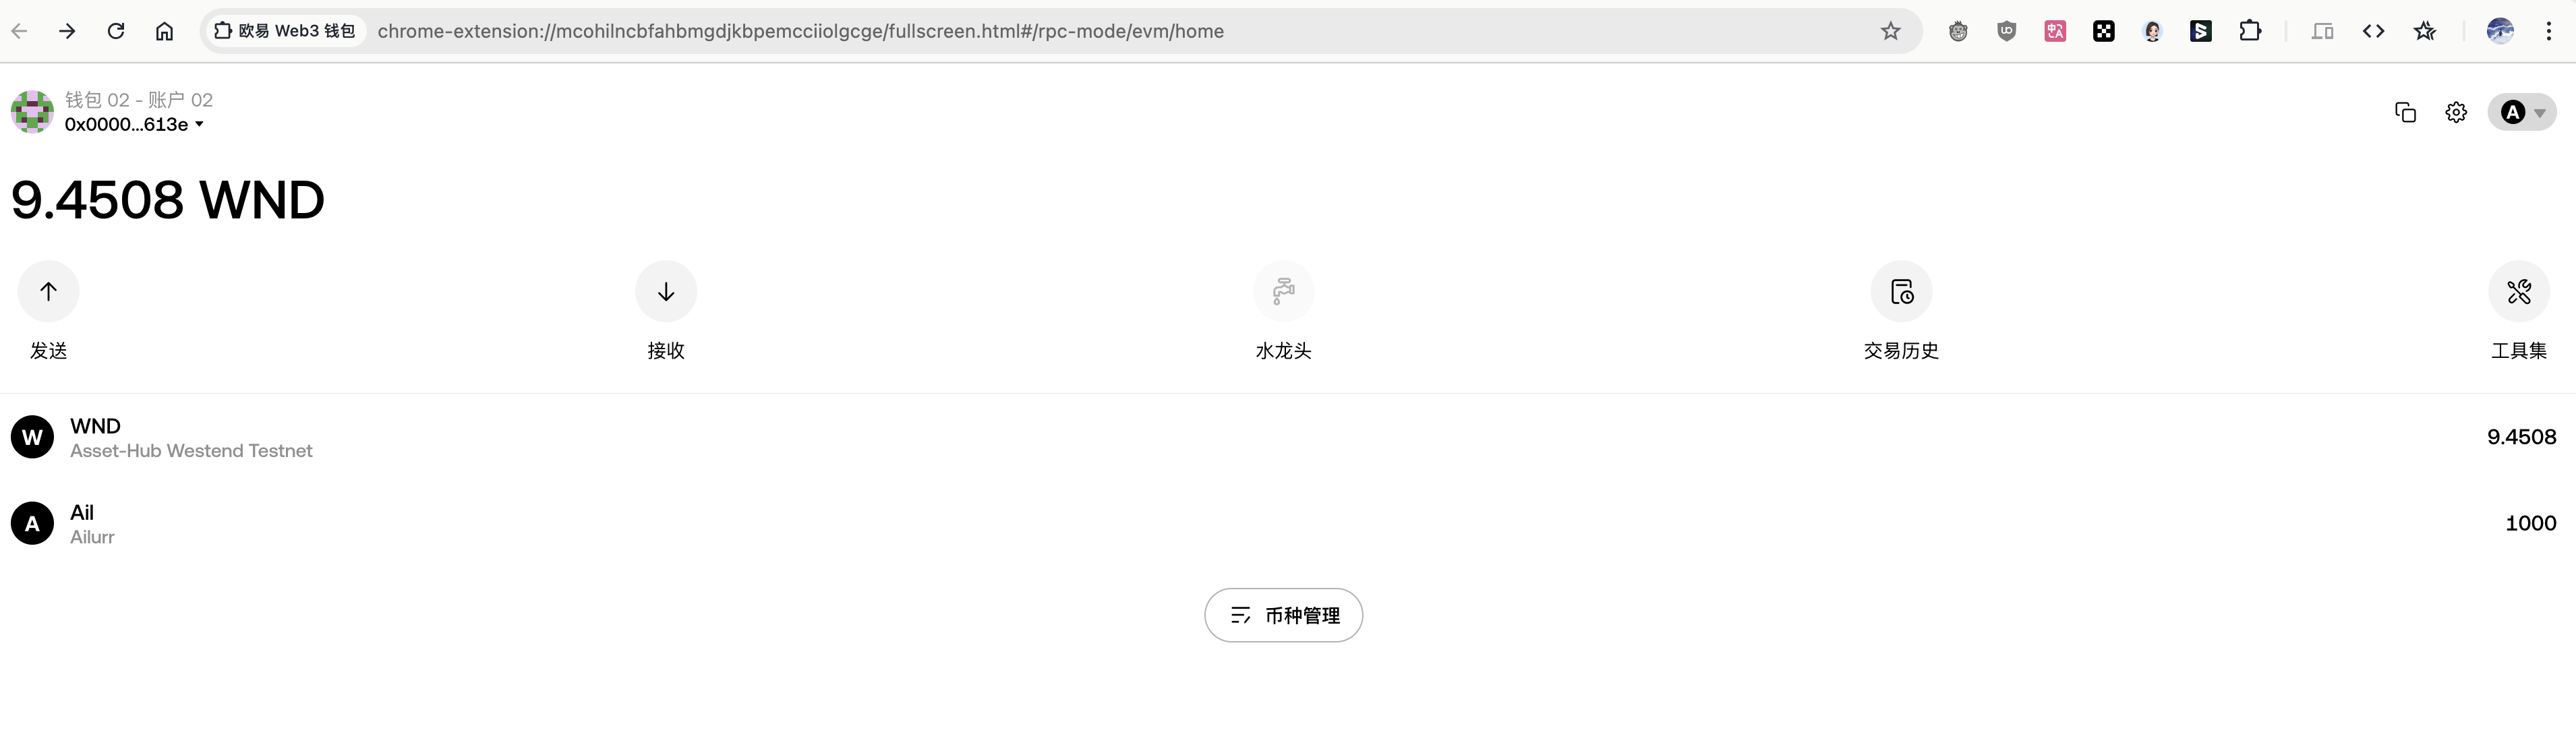 欧易 Web3 钱包
chrome-extension://mcohilncbfahbmgdjkbpemcciiolgcge/fullscreen.html#/rpc-mode/evm/home
钱包 02 - 账户 02
0x0000...613e
A
9.4508 WND
发送
接收
水龙头
交易历史
工具集
W
WND
Asset-Hub Westend Testnet
9.4508
A
Ail
Ailurr
1000
币种管理